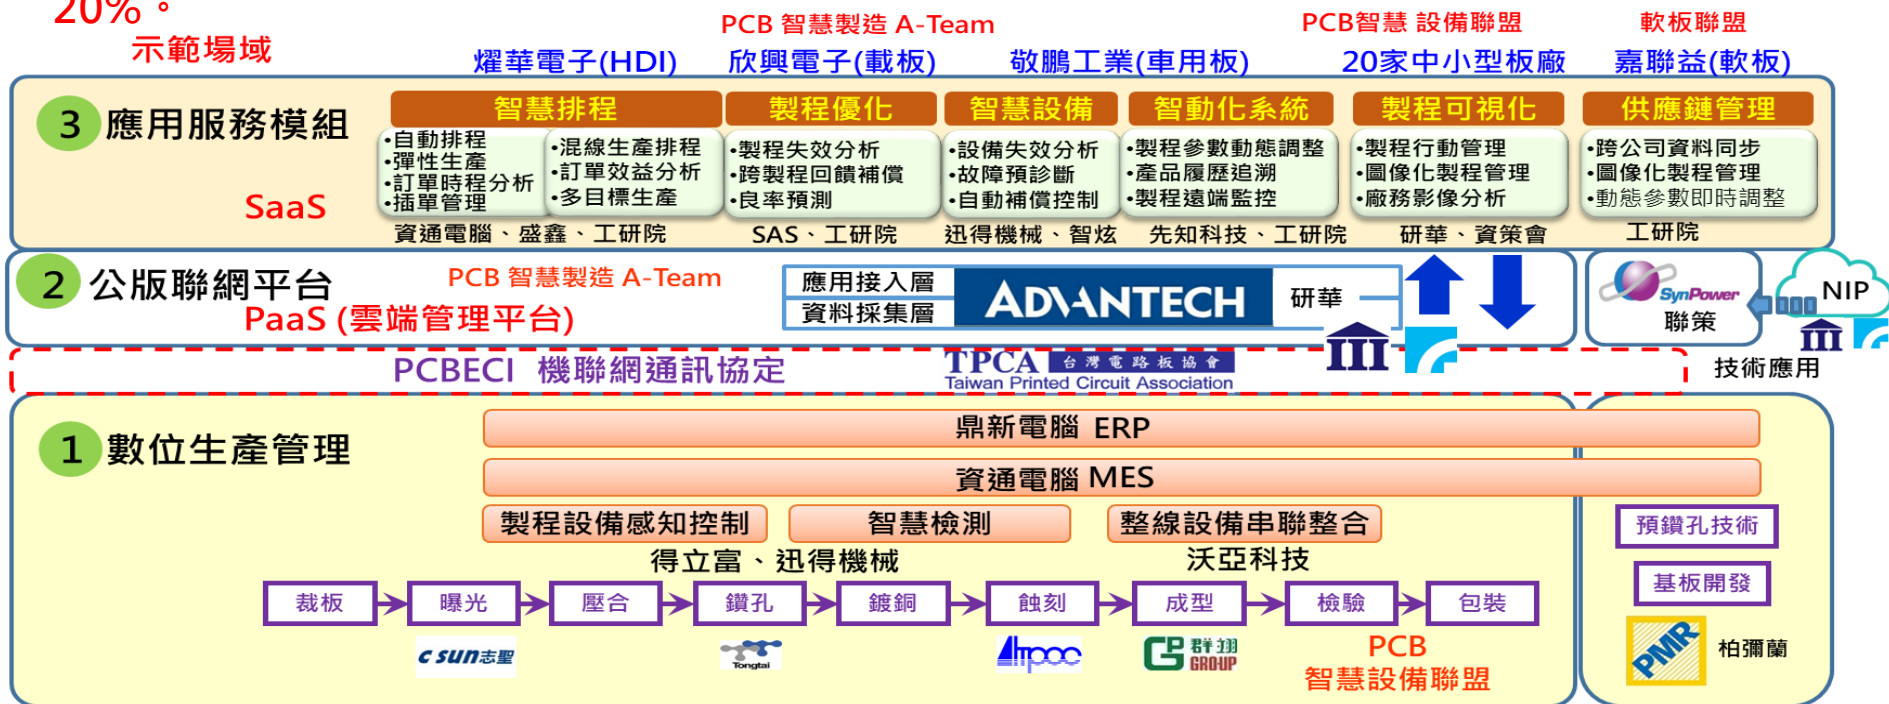 20%。
示範場域
PCB 智慧製造 A-Team
PCB智慧 設備聯盟
軟板聯盟
燿華電子(HDI)
欣興電子(載板)
敬鵬工業(車用板)
20家中小型板廠
嘉聯益(軟板)
3 應用服務模組
SaaS
智慧排程
•自動排程
•彈性生產
•訂單時程分析
•插單管理
•混線生產排程
•訂單效益分析
•多目標生產
資通電腦、盛鑫、工研院
製程優化
•製程失效分析
•跨製程回饋補償
•良率預測
SAS、工研院
智慧設備
•設備失效分析
•故障預診斷
•自動補償控制
迅得機械、智炫
智動化系統
•製程參數動態調整
•產品履歷追溯
•製程遠端監控
先知科技、工研院
製程可視化
•製程行動管理
•圖像化製程管理
•廠務影像分析
研華、資策會
供應鏈管理
•跨公司資料同步
•圖像化製程管理
•動態參數即時調整
工研院
2 公版聯網平台
PaaS (雲端管理平台)
PCB 智慧製造 A-Team
應用接入層
資料採集層
ADVANTECH
研華
SynPower
聯策
NIP
技術應用
PCBECI 機聯網通訊協定
TPCA 台灣電路板協會
Taiwan Printed Circuit Association
1 數位生產管理
鼎新電腦 ERP
資通電腦 MES
製程設備感知控制
智慧檢測
整線設備串聯整合
得立富、迅得機械
沃亞科技
裁板
曝光
壓合
鑽孔
鍍銅
蝕刻
成型
檢驗
包裝
C SUN志聖
Tongtai
群翊
GROUP
PCB
智慧設備聯盟
預鑽孔技術
基板開發
PMR
柏彌蘭